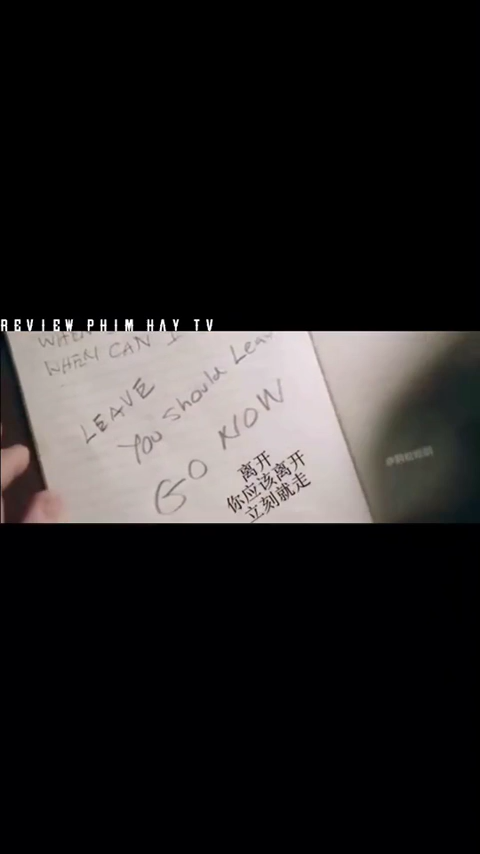 REVIEW PHIM HAY TV
WHEN CAN I
LEAVE
You should Leav
GO NOW
离开
你应该离开
立刻就走